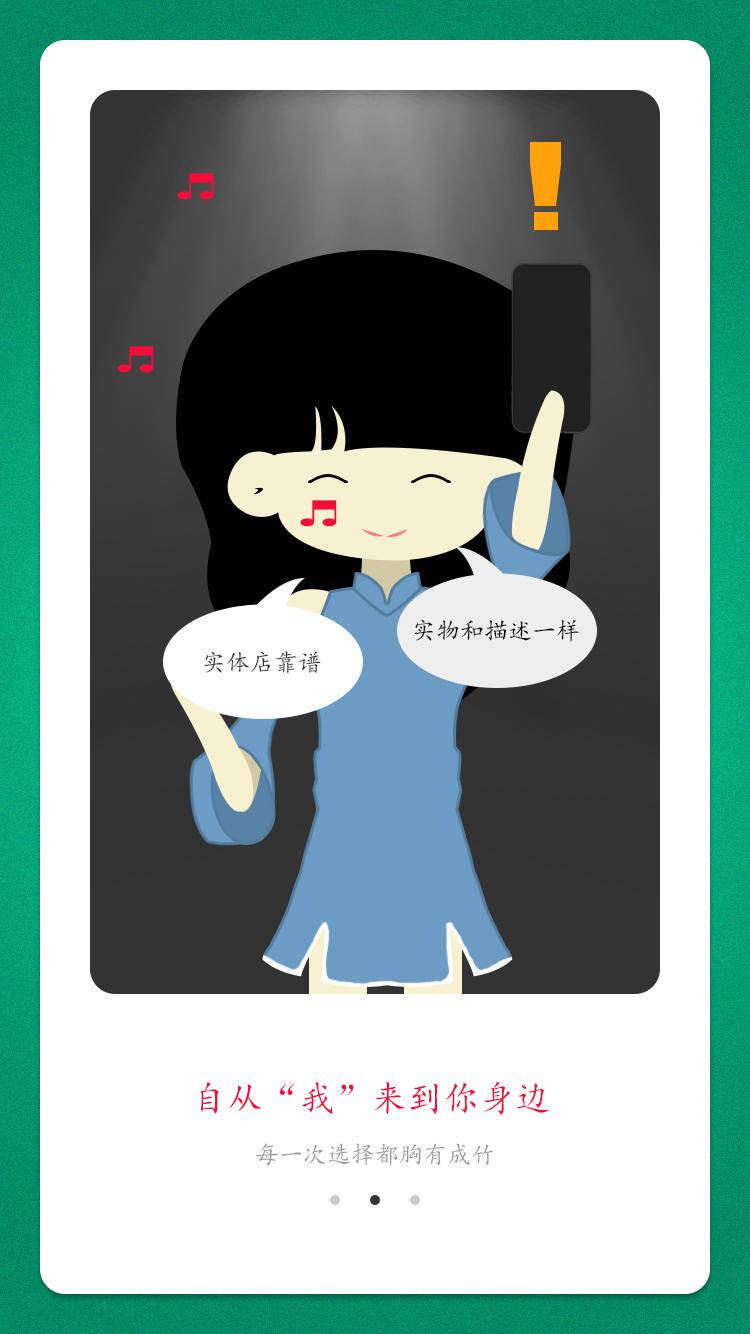 实物和描述一样
实体店靠谱
自从“我”来到你身边
每一次选择都胸有成竹